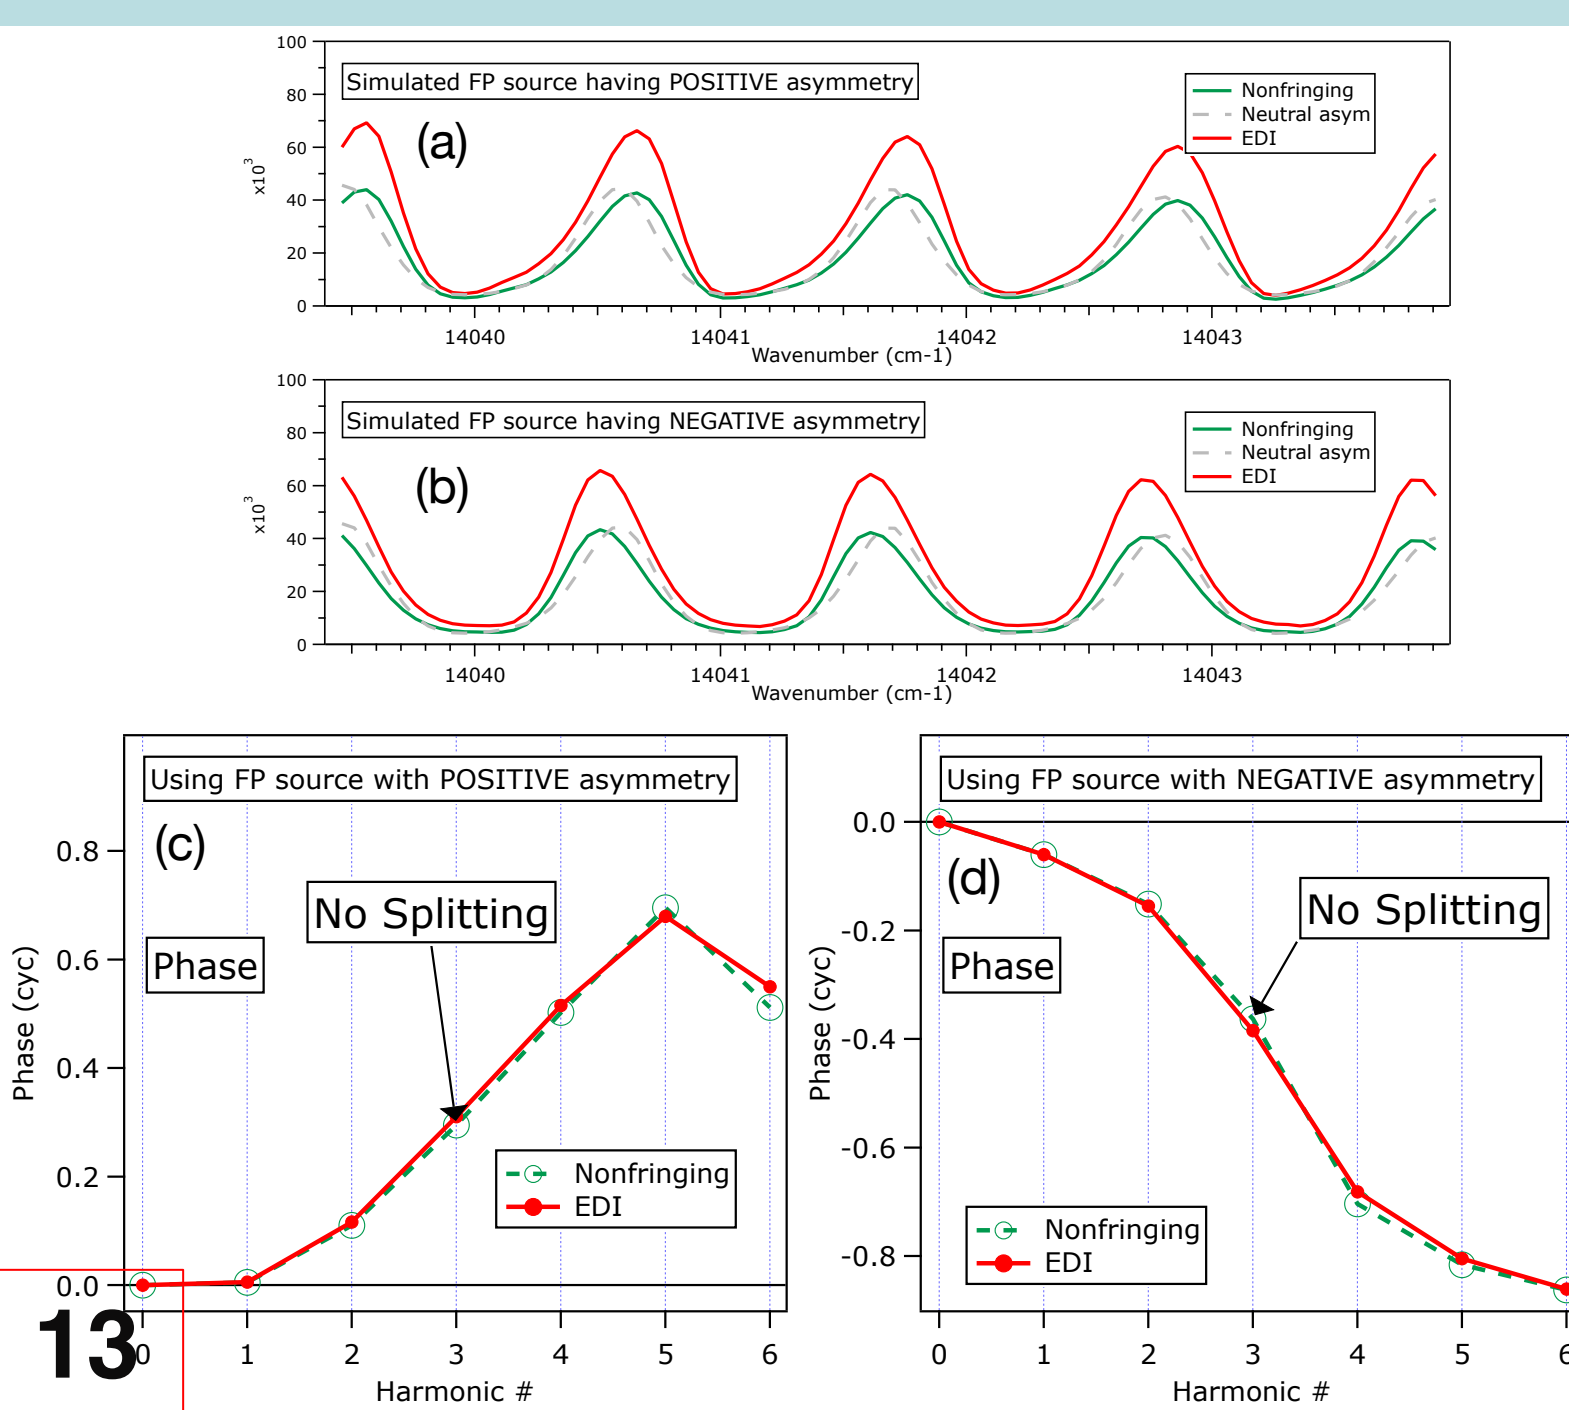 100
80
60
40
20
0
x10³
Simulated FP source having POSITIVE asymmetry
(a)
Nonfringing
Neutral asym
EDI
14040
14041
14042
14043
Wavenumber (cm-1)
100
80
60
40
20
0
x10³
Simulated FP source having NEGATIVE asymmetry
(b)
Nonfringing
Neutral asym
EDI
14040
14041
14042
14043
Wavenumber (cm-1)
Using FP source with POSITIVE asymmetry
(c)
No Splitting
Phase
Nonfringing
EDI
0.8
0.6
0.4
0.2
0.0
Phase (cyc)
0 1 2 3 4 5 6
Harmonic #
13
Using FP source with NEGATIVE asymmetry
(d)
No Splitting
Phase
Nonfringing
EDI
0.0
-0.2
-0.4
-0.6
-0.8
Phase (cyc)
0 1 2 3 4 5 6
Harmonic #